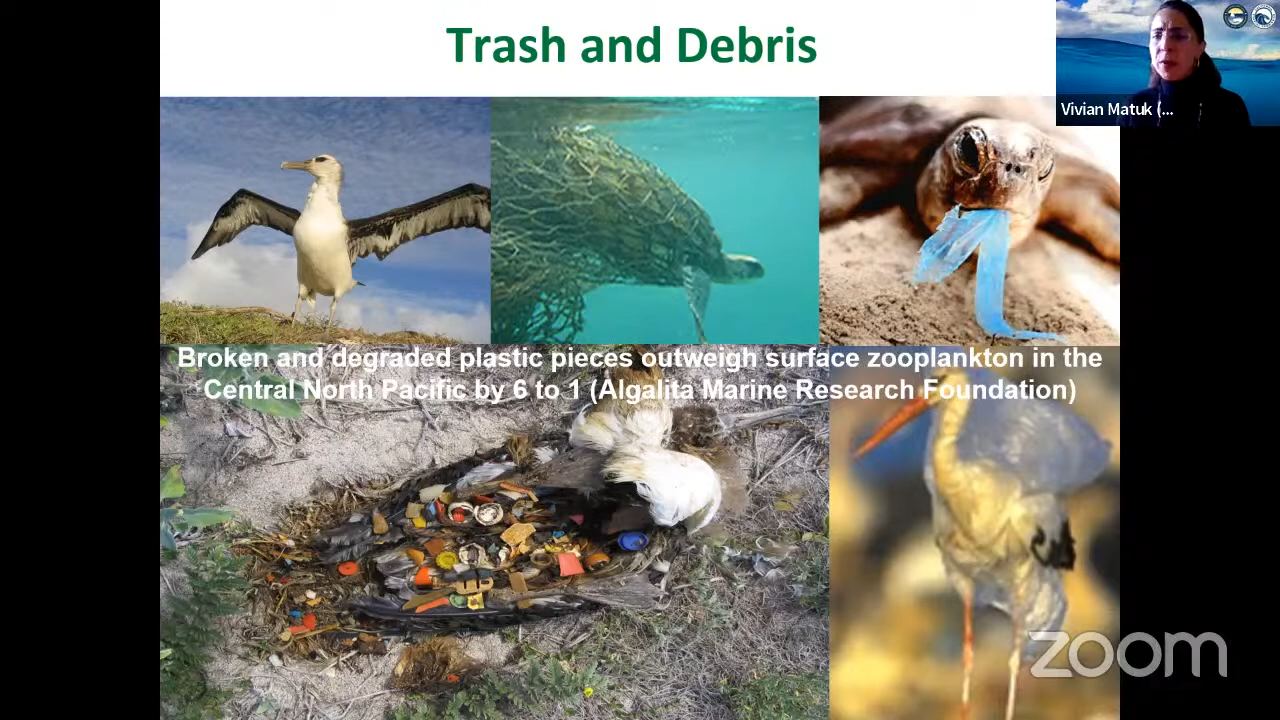 Trash and Debris
Vivian Matuk (...
Broken and degraded plastic pieces outweigh surface zooplankton in the
Central North Pacific by 6 to 1 (Algalita Marine Research Foundation)
zoom